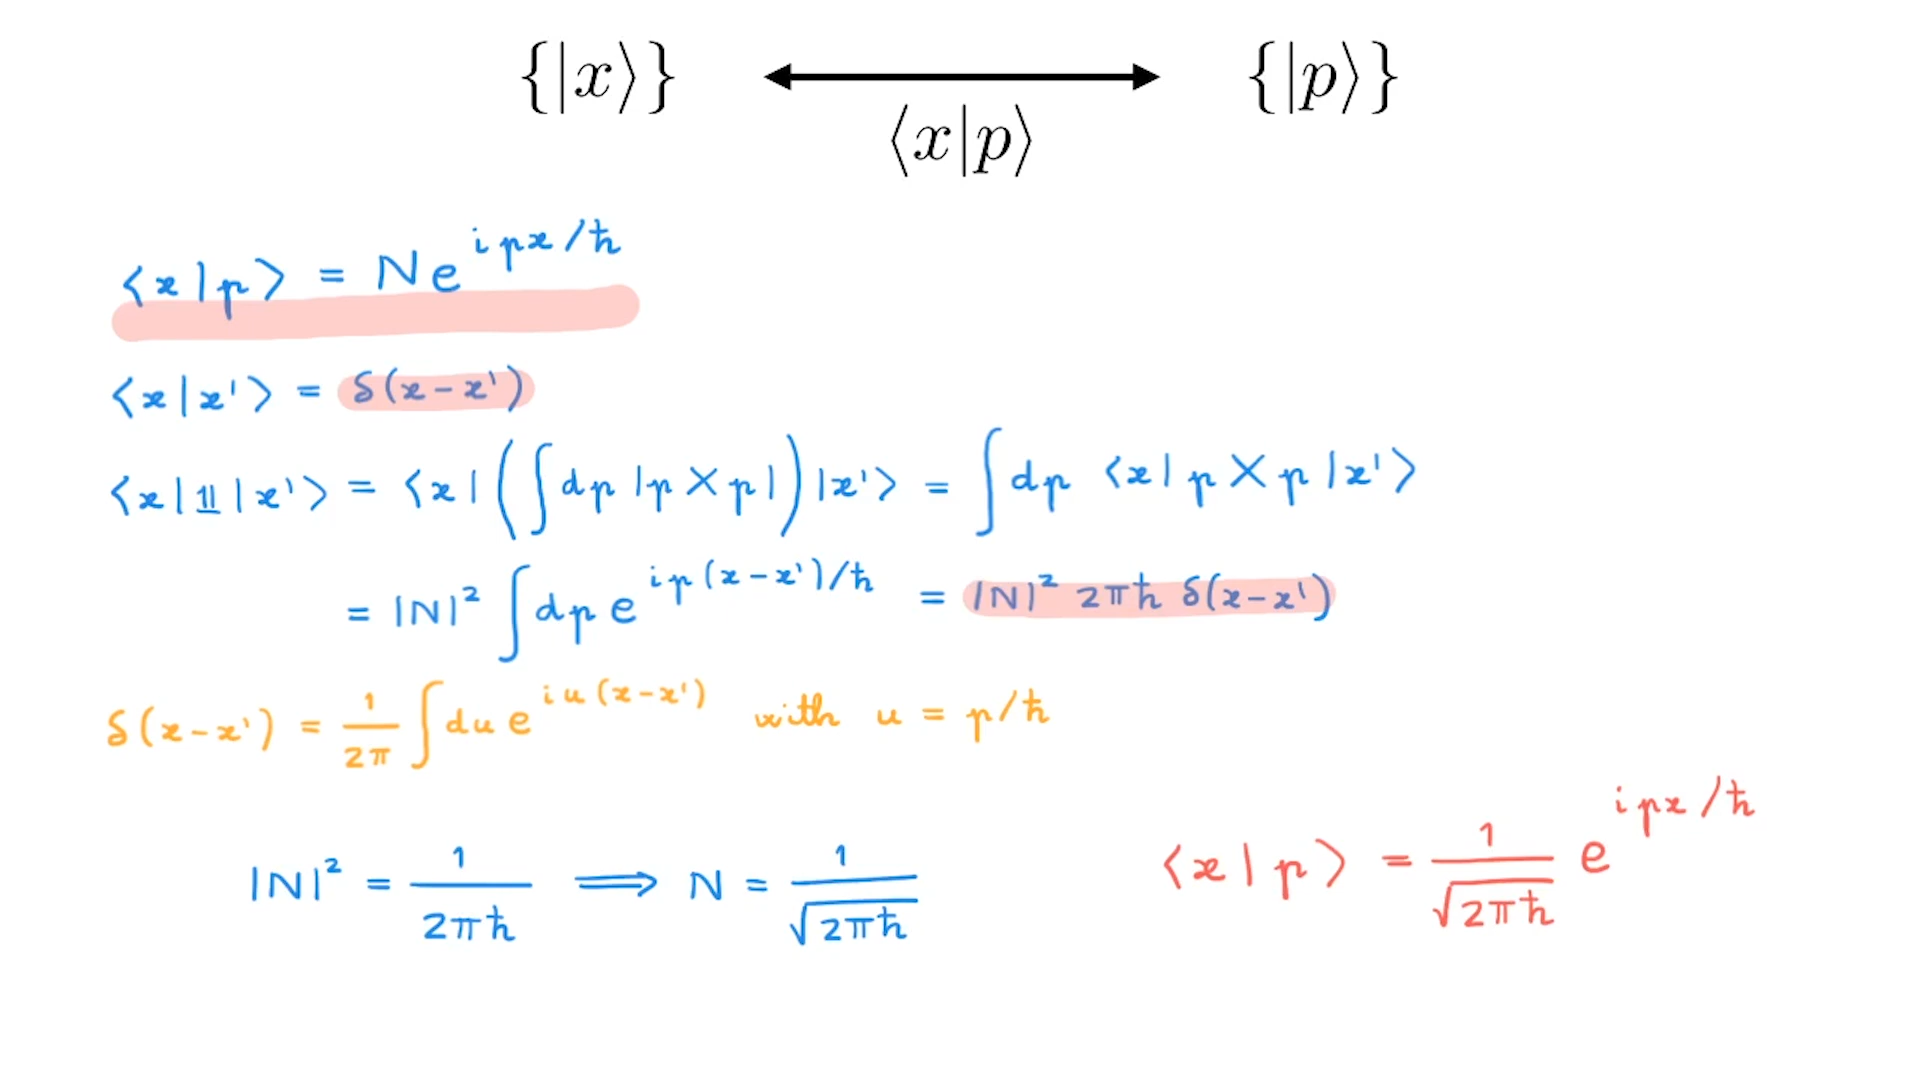 {|x⟩} ⟷ {|p⟩}
⟨x|p⟩
⟨x|p⟩ = N e^{ipx/ħ}
⟨x|x'⟩ = δ(x-x')
⟨x|𝟙|x'⟩ = ⟨x|(∫dp |p⟩⟨p|)|x'⟩ = ∫dp ⟨x|p⟩⟨p|x'⟩
= |N|² ∫dp e^{ip(x-x')/ħ} = |N|² 2πħ δ(x-x')
δ(x-x') = 1/2π ∫du e^{iu(x-x')} with u = p/ħ
|N|² = 1/2πħ ⟹ N = 1/√(2πħ)
⟨x|p⟩ = 1/√(2πħ) e^{ipx/ħ}